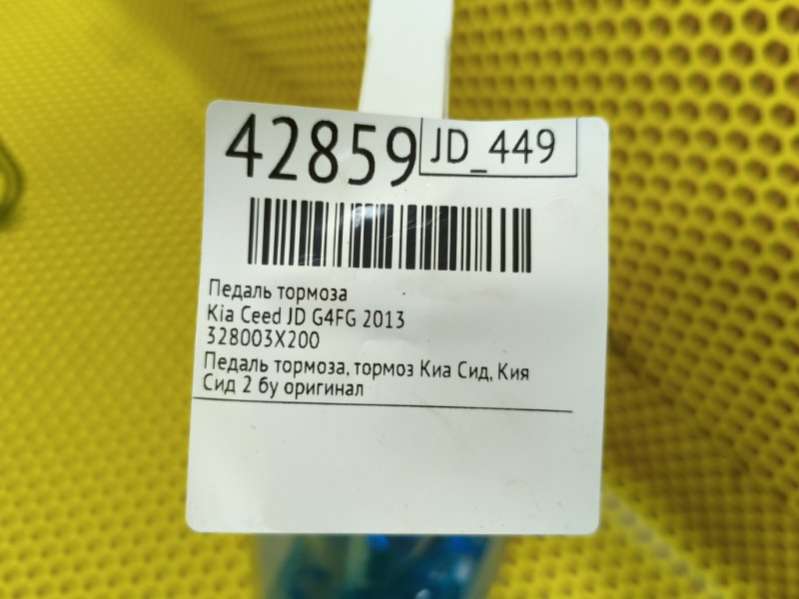 42859 JD_449
Педаль тормоза
Kia Ceed JD G4FG 2013
328003X200
Педаль тормоза, тормоз Киа Сид, Кия
Сид 2 бу оригинал